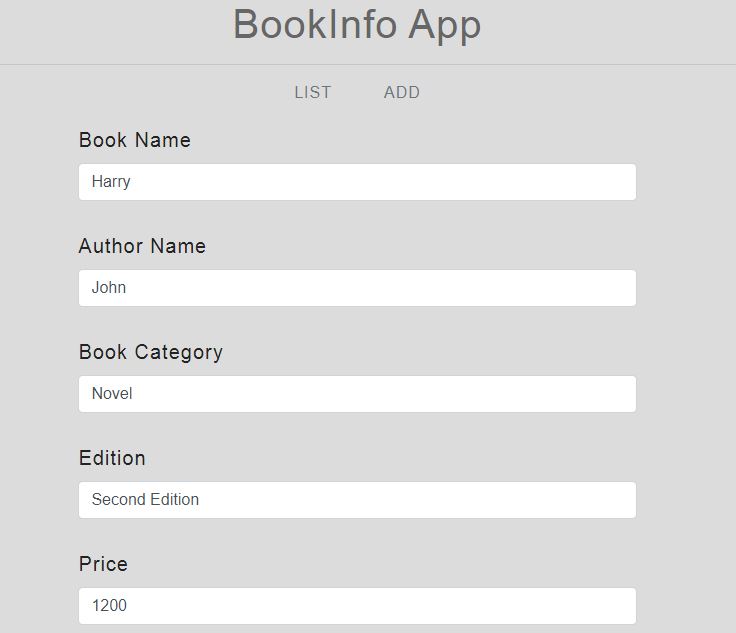 BookInfo App
LIST ADD
Book Name
Harry
Author Name
John
Book Category
Novel
Edition
Second Edition
Price
1200